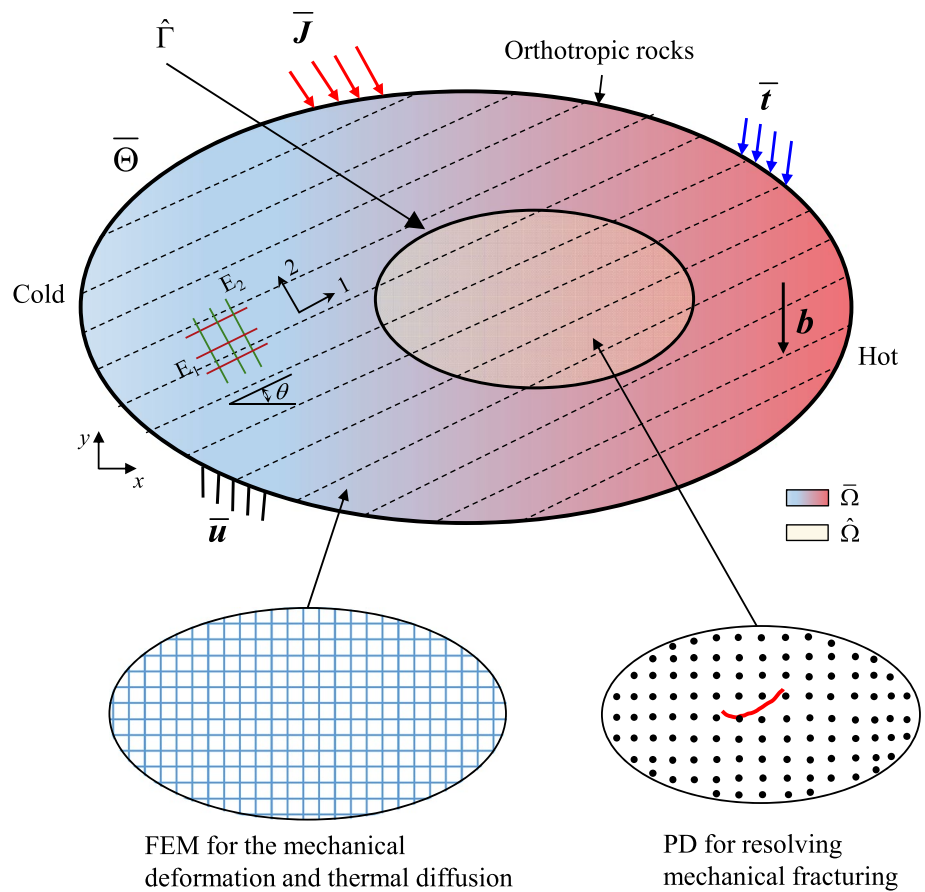 Γ̂
J̅
Orthotropic rocks
t̅
Θ̅
Cold
E₂
2
1
E₁
θ
b
Hot
y
x
u̅
Ω̅
Ω̂
FEM for the mechanical
deformation and thermal diffusion
PD for resolving
mechanical fracturing